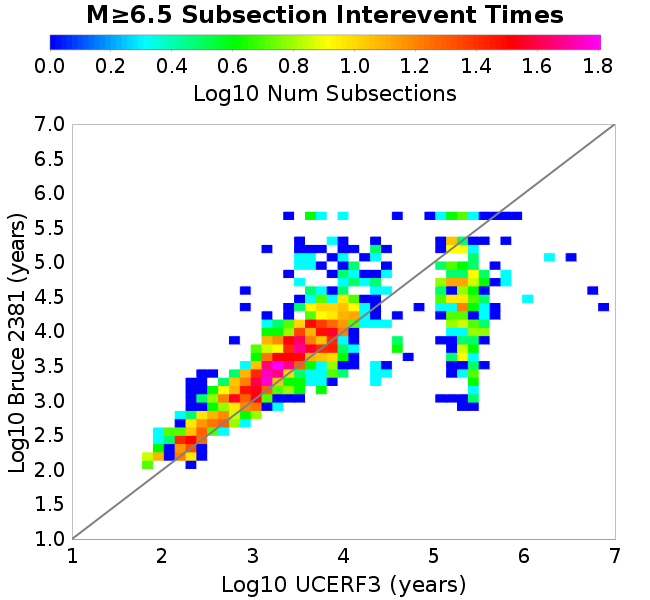 M≥6.5 Subsection Interevent Times
0.0 0.2 0.4 0.6 0.8 1.0 1.2 1.4 1.6 1.8
Log10 Num Subsections
7.0
6.5
6.0
5.5
5.0
4.5
4.0
3.5
3.0
2.5
2.0
1.5
1.0
Log10 Bruce 2381 (years)
1 2 3 4 5 6 7
Log10 UCERF3 (years)